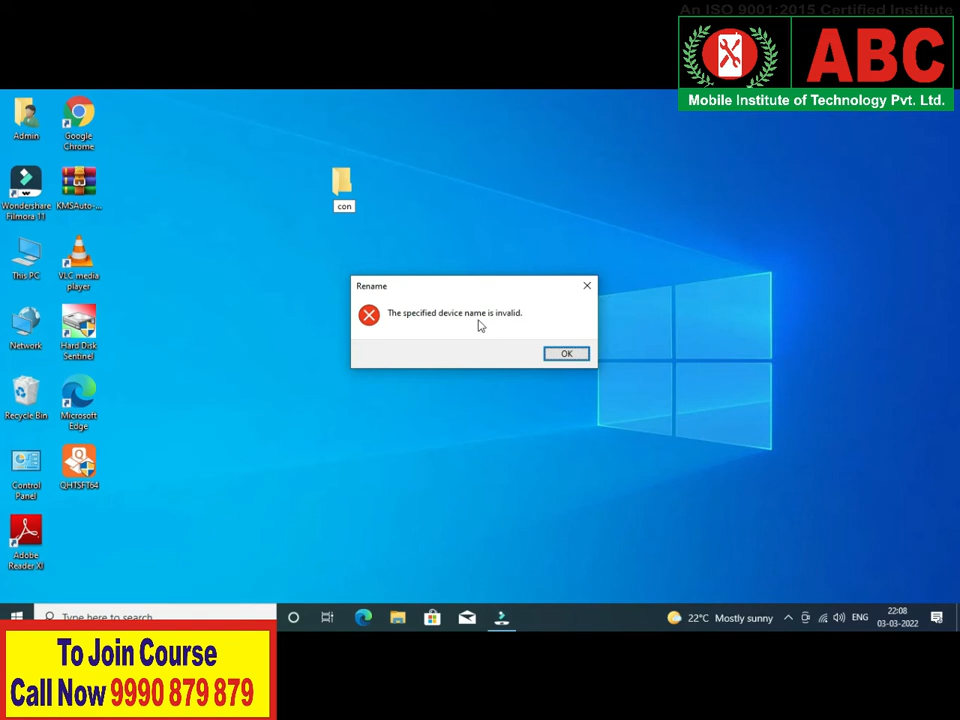 An ISO 9001:2015 Certified Institute
ABC
Mobile Institute of Technology Pvt. Ltd.
Admin
Google
Chrome
Wondershare
Filmora 11
KMSAuto-...
con
This PC
VLC media
player
Rename
The specified device name is invalid.
OK
Network
Hard Disk
Sentinel
Recycle Bin
Microsoft
Edge
Control
Panel
QHTSFT64
Adobe
Reader XI
Type here to search
22°C Mostly sunny
ENG
22:08
03-03-2022
To Join Course
Call Now 9990 879 879